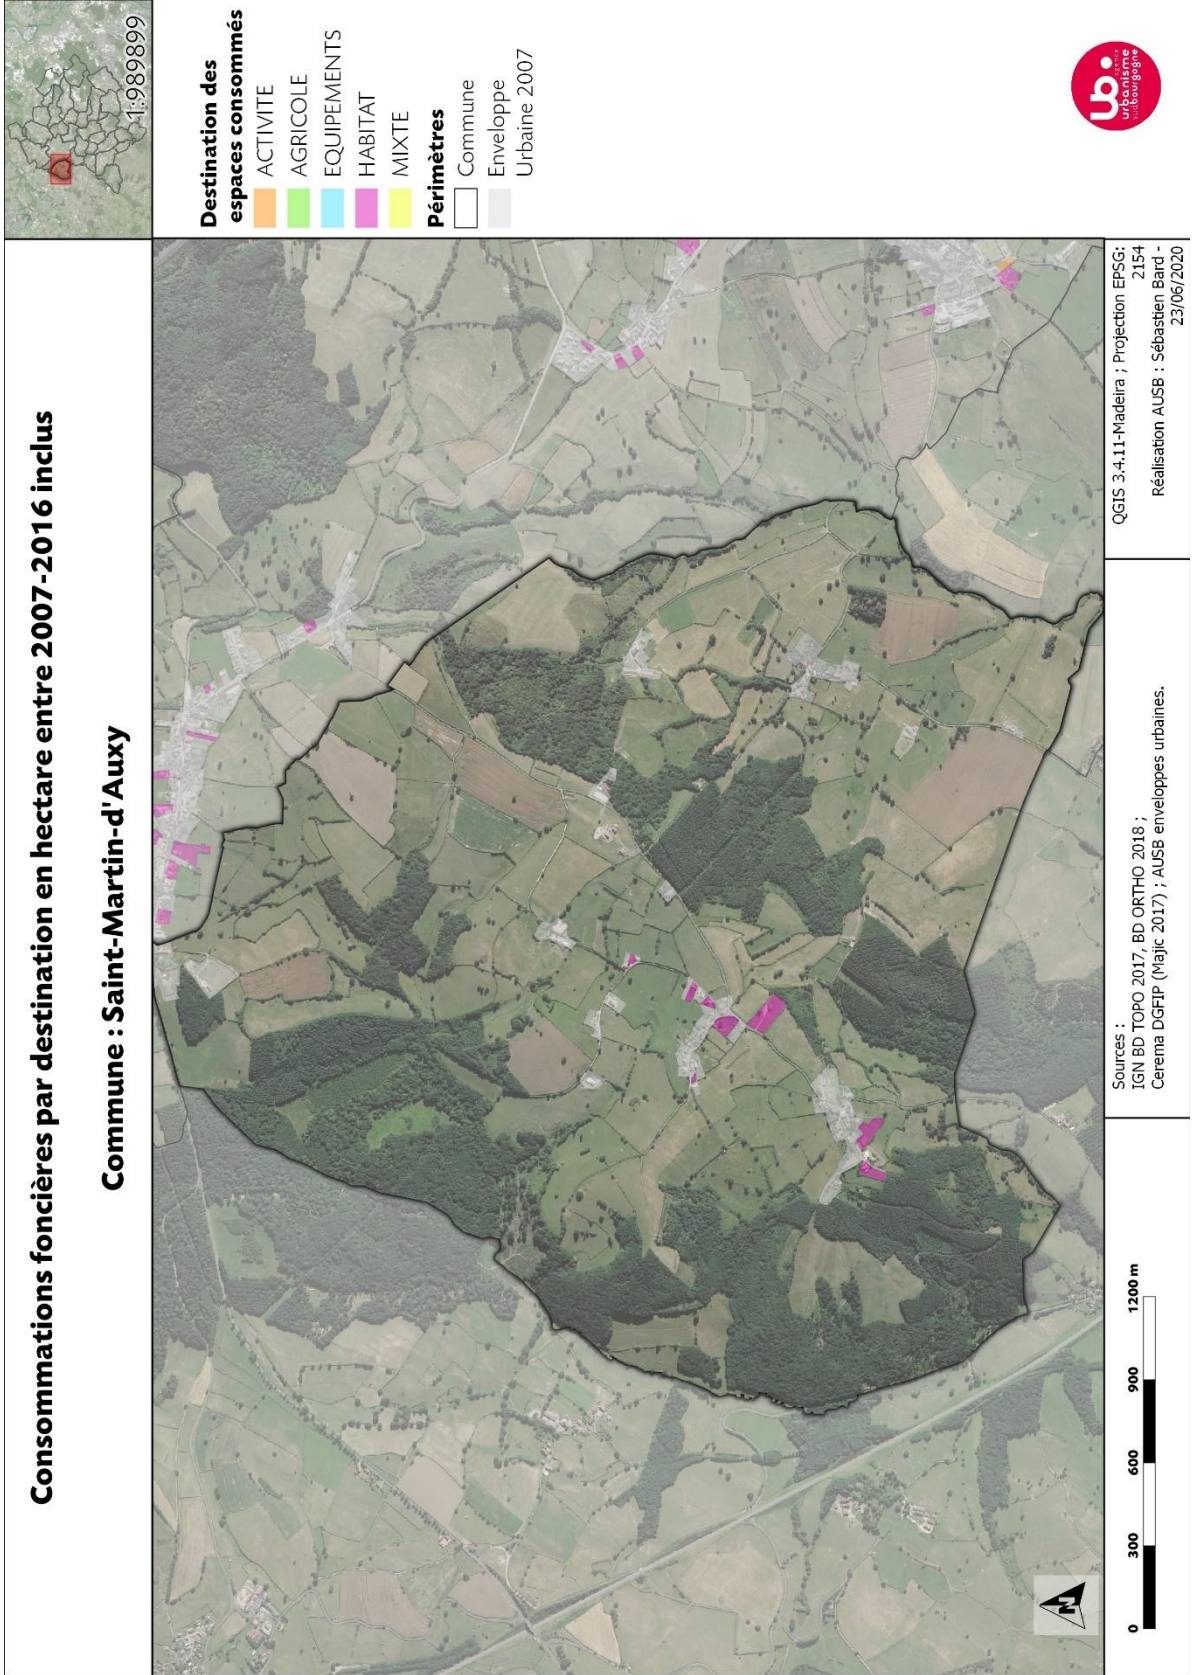 Consommations foncières par destination en hectare entre 2007-2016 inclus
Commune : Saint-Martin-d'Auxy
1:989899
Destination des
espaces consommés
ACTIVITE
AGRICOLE
EQUIPEMENTS
HABITAT
MIXTE
Périmètres
Commune
Enveloppe
Urbaine 2007
ub.
agence
urbanisme
sudbourgogne
N
0 300 600 900 1200 m
Sources :
IGN BD TOPO 2017, BD ORTHO 2018 ;
Cerema DGFIP (Majic 2017) ; AUSB enveloppes urbaines.
QGIS 3.4.11-Madeira ; Projection EPSG:
2154
Réalisation AUSB : Sébastien Bard -
23/06/2020